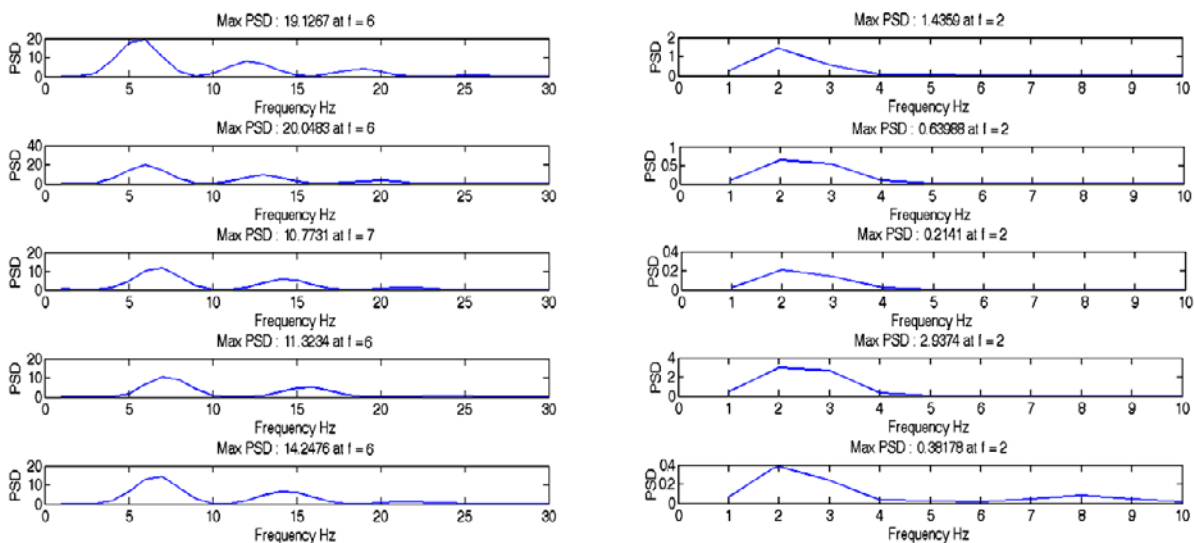 Max PSD : 19.1267 at f = 6
PSD
20
10
0
0 5 10 15 20 25 30
Frequency Hz
Max PSD : 20.0483 at f = 6
PSD
40
20
0
0 5 10 15 20 25 30
Frequency Hz
Max PSD : 10.7731 at f = 7
PSD
20
10
0
0 5 10 15 20 25 30
Frequency Hz
Max PSD : 11.3234 at f = 6
PSD
20
10
0
0 5 10 15 20 25 30
Frequency Hz
Max PSD : 14.2476 at f = 6
PSD
20
10
0
0 5 10 15 20 25 30
Frequency Hz
Max PSD : 1.4359 at f = 2
PSD
2
1
0
0 1 2 3 4 5 6 7 8 9 10
Frequency Hz
Max PSD : 0.63988 at f = 2
PSD
1
0.5
0
0 1 2 3 4 5 6 7 8 9 10
Frequency Hz
Max PSD : 0.2141 at f = 2
PSD
0.4
0.2
0
0 1 2 3 4 5 6 7 8 9 10
Frequency Hz
Max PSD : 2.9374 at f = 2
PSD
4
2
0
0 1 2 3 4 5 6 7 8 9 10
Frequency Hz
Max PSD : 0.38178 at f = 2
PSD
0.4
0.2
0
0 1 2 3 4 5 6 7 8 9 10
Frequency Hz